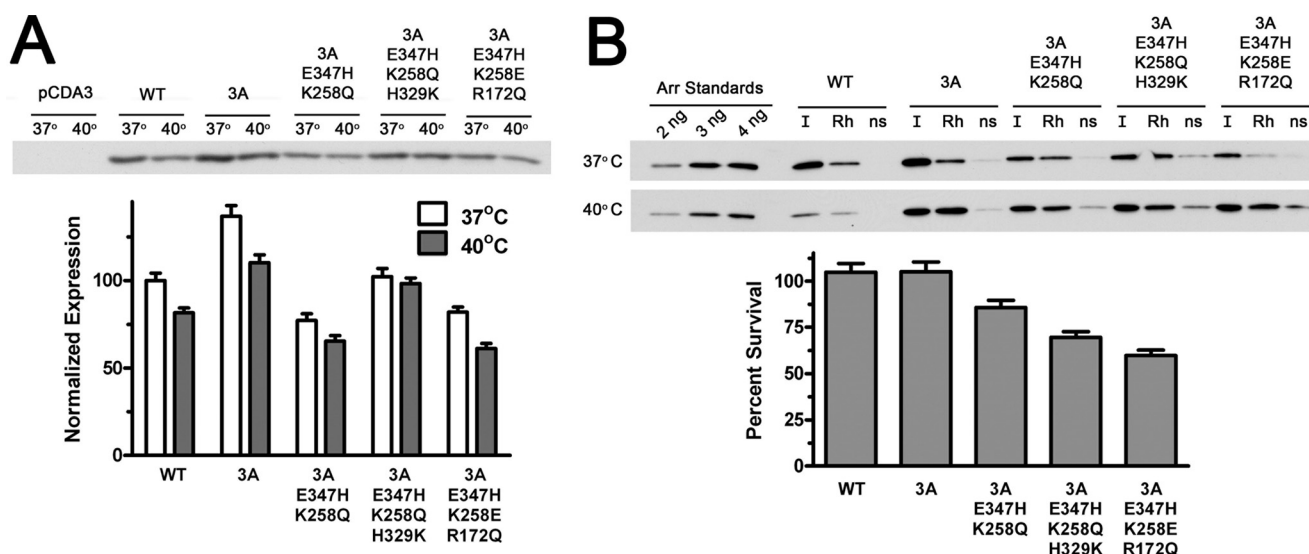 A
pCDA3
WT
3A
3A
E347H
K258Q
3A
E347H
K258Q
H329K
3A
E347H
K258E
R172Q
37° 40° 37° 40° 37° 40° 37° 40° 37° 40° 37° 40°
Normalized Expression
100
50
0
37°C
40°C
WT
3A
3A
E347H
K258Q
3A
E347H
K258Q
H329K
3A
E347H
K258E
R172Q
B
Arr Standards
2 ng 3 ng 4 ng
WT
3A
3A
E347H
K258Q
3A
E347H
K258Q
H329K
3A
E347H
K258E
R172Q
I Rh ns I Rh ns I Rh ns I Rh ns I Rh ns
37° C
40° C
Percent Survival
100
75
50
25
0
WT
3A
3A
E347H
K258Q
3A
E347H
K258Q
H329K
3A
E347H
K258E
R172Q